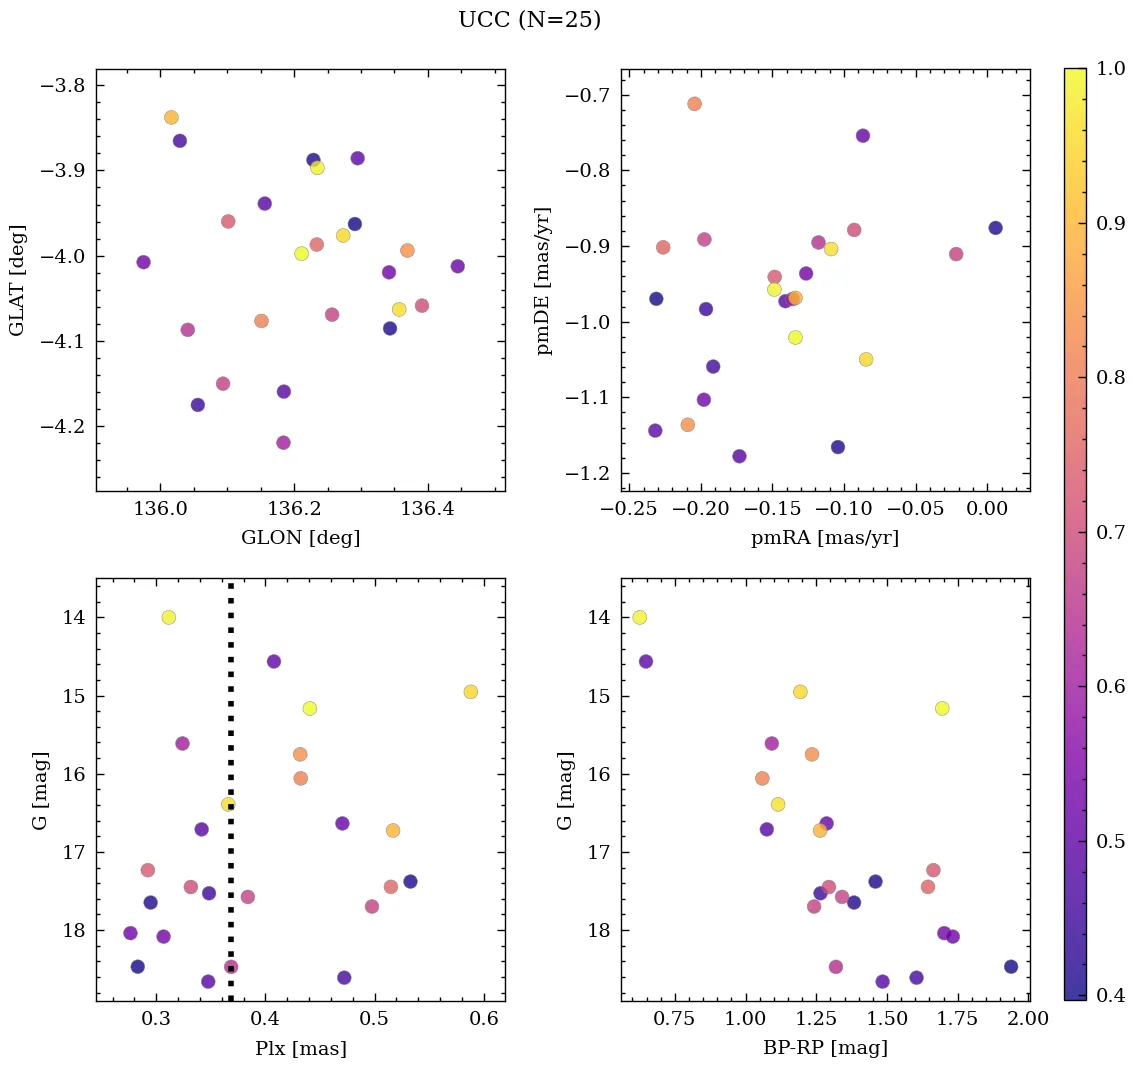 UCC (N=25)
−3.8
−3.9
−4.0
−4.1
−4.2
GLAT [deg]
136.0 136.2 136.4
GLON [deg]
−0.7
−0.8
−0.9
−1.0
−1.1
−1.2
pmDE [mas/yr]
−0.25 −0.20 −0.15 −0.10 −0.05 0.00
pmRA [mas/yr]
1.0
0.9
0.8
0.7
0.6
0.5
0.4
14
15
16
17
18
G [mag]
0.3 0.4 0.5 0.6
Plx [mas]
14
15
16
17
18
G [mag]
0.75 1.00 1.25 1.50 1.75 2.00
BP-RP [mag]